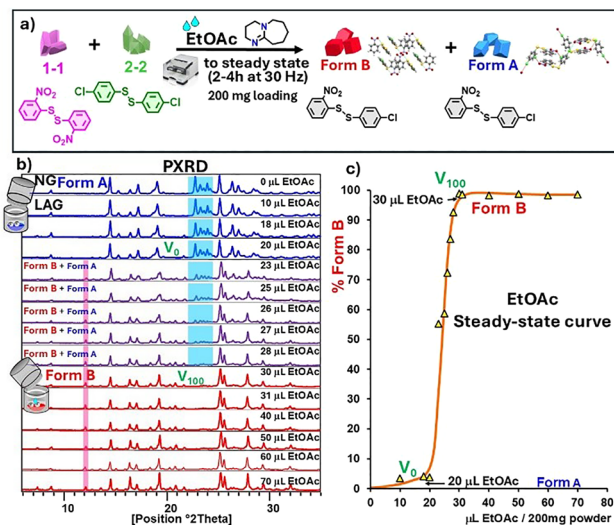 a)
1-1
+
2-2
EtOAc
to steady state
(2-4h at 30 Hz)
200 mg loading
Form B
+
Form A
NO2
S
S
NO2
Cl
S
S
Cl
NO2
S
S
Cl
NO2
S
S
Cl
N
N
b)
PXRD
NG Form A
0 µL EtOAc
LAG
10 µL EtOAc
18 µL EtOAc
V0
20 µL EtOAc
Form B + Form A
23 µL EtOAc
Form B + Form A
25 µL EtOAc
Form B + Form A
26 µL EtOAc
Form B + Form A
27 µL EtOAc
Form B + Form A
28 µL EtOAc
Form B
V100
30 µL EtOAc
31 µL EtOAc
40 µL EtOAc
50 µL EtOAc
60 µL EtOAc
70 µL EtOAc
10 20 30
[Position °2Theta]
c)
% Form B
100
90
80
70
60
50
40
30
20
10
0
V100
30 µL EtOAc
Form B
EtOAc
Steady-state curve
V0
20 µL EtOAc
Form A
0 10 20 30 40 50 60 70 80
µL EtOAc / 200mg powder